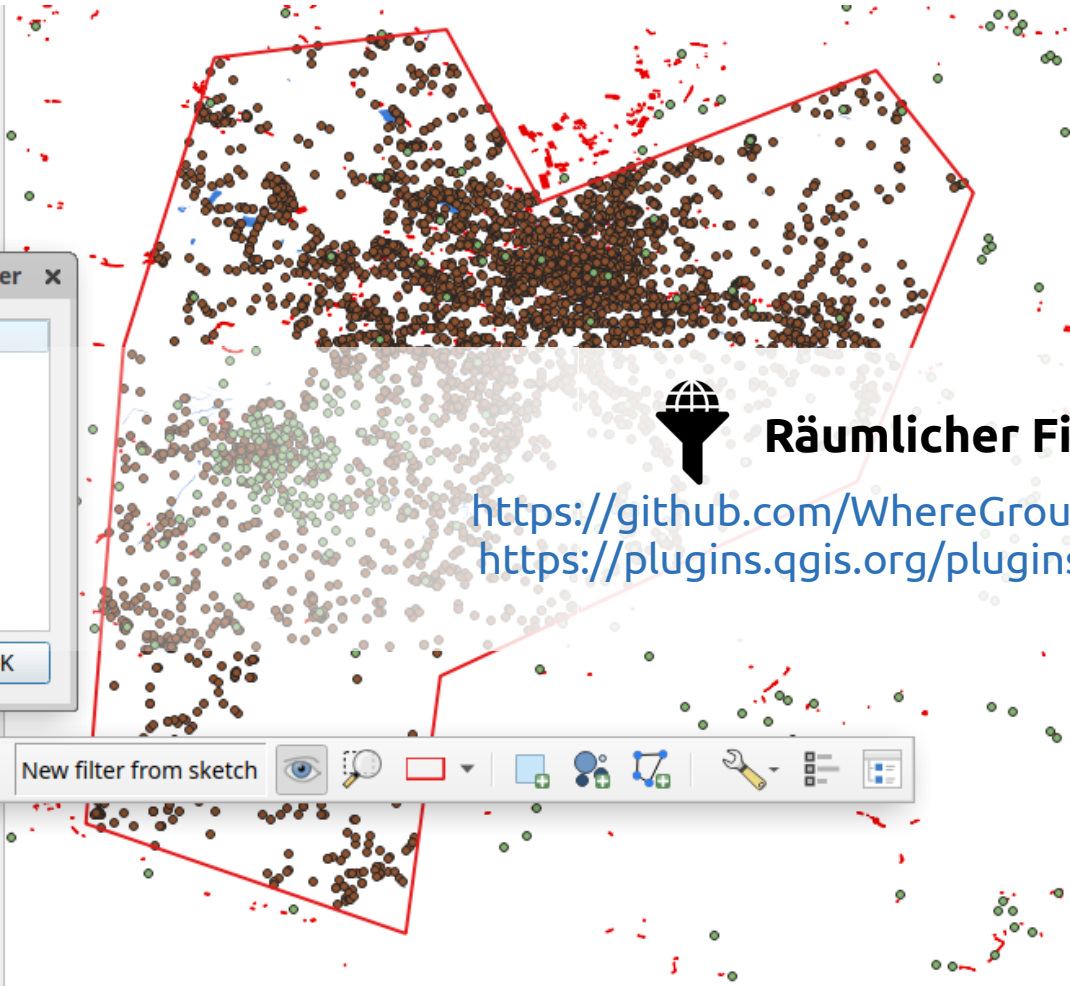 er
Räumlicher Fi
https://github.com/WhereGrou
https://plugins.qgis.org/plugins
K
New filter from sketch